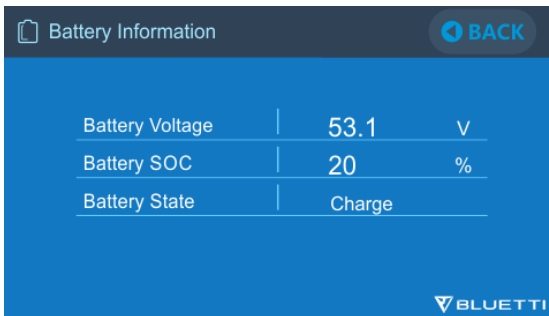 Battery Information
BACK
Battery Voltage 53.1 V
Battery SOC 20 %
Battery State Charge
BLUETTI